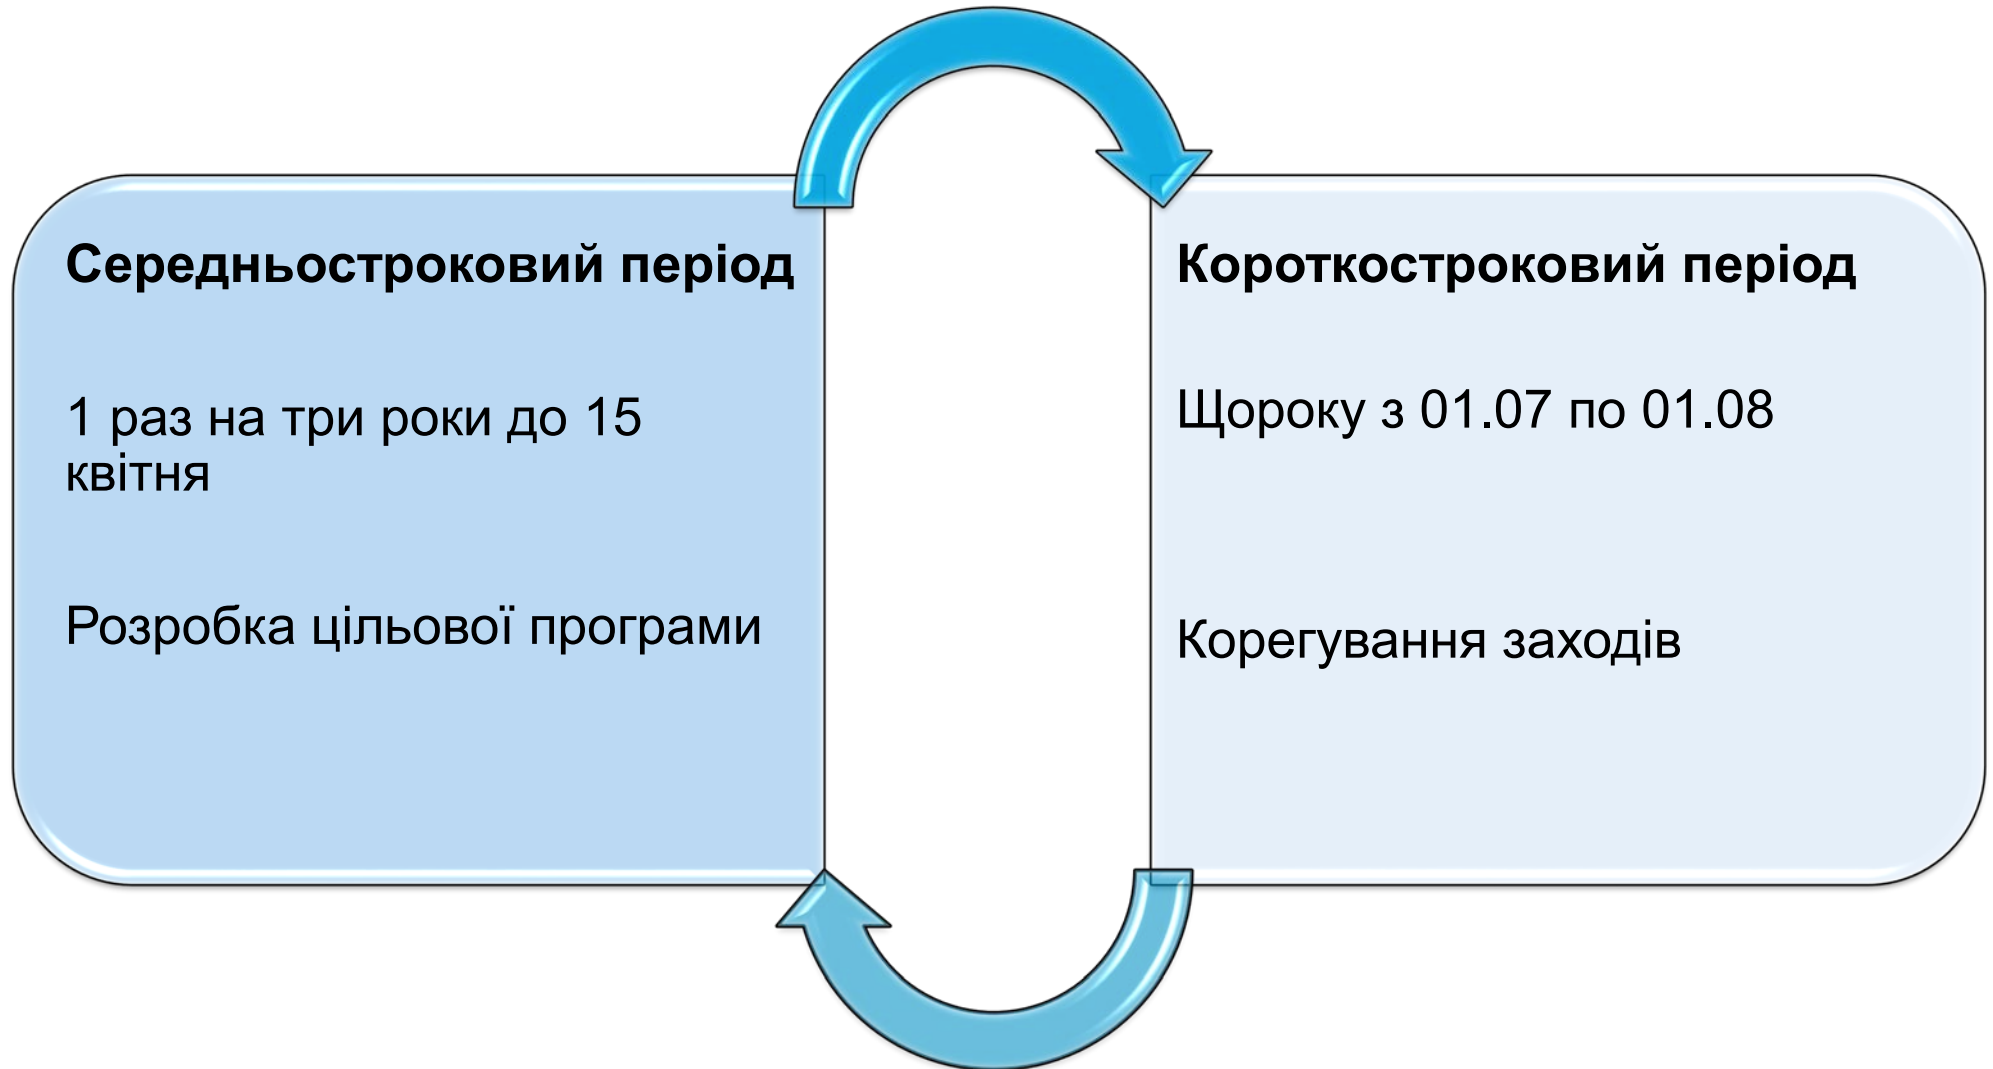 Середньостроковий період
1 раз на три роки до 15
квітня
Розробка цільової програми
Короткостроковий період
Щороку з 01.07 по 01.08
Корегування заходів